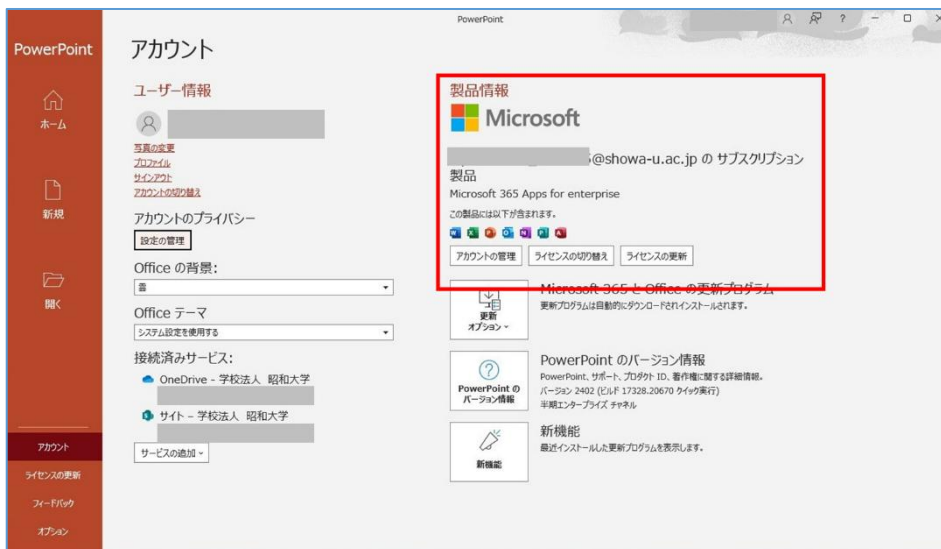 PowerPoint
PowerPoint
ホーム
新規
開く
アカウント
ライセンスの更新
フィードバック
オプション
アカウント
ユーザー情報
写真の変更
プロファイル
サインアウト
アカウントの切り替え
アカウントのプライバシー
設定の管理
Office の背景:
雲
Office テーマ
システム設定を使用する
接続済みサービス:
OneDrive - 学校法人 昭和大学
サイト - 学校法人 昭和大学
サービスの追加
製品情報
Microsoft
@showa-u.ac.jp の サブスクリプション
製品
Microsoft 365 Apps for enterprise
この製品には以下が含まれます。
アカウントの管理 ライセンスの切り替え ライセンスの更新
更新
オプション
Microsoft 365 と Office の更新プログラム
更新プログラムは自動的にダウンロードされインストールされます。
PowerPoint の
バージョン情報
PowerPoint のバージョン情報
PowerPoint、サポート、プロダクト ID、著作権に関する詳細情報。
バージョン 2402 (ビルド 17328.20670 クイック実行)
半期エンタープライズ チャネル
新機能
新機能
最近インストールした更新プログラムを表示します。